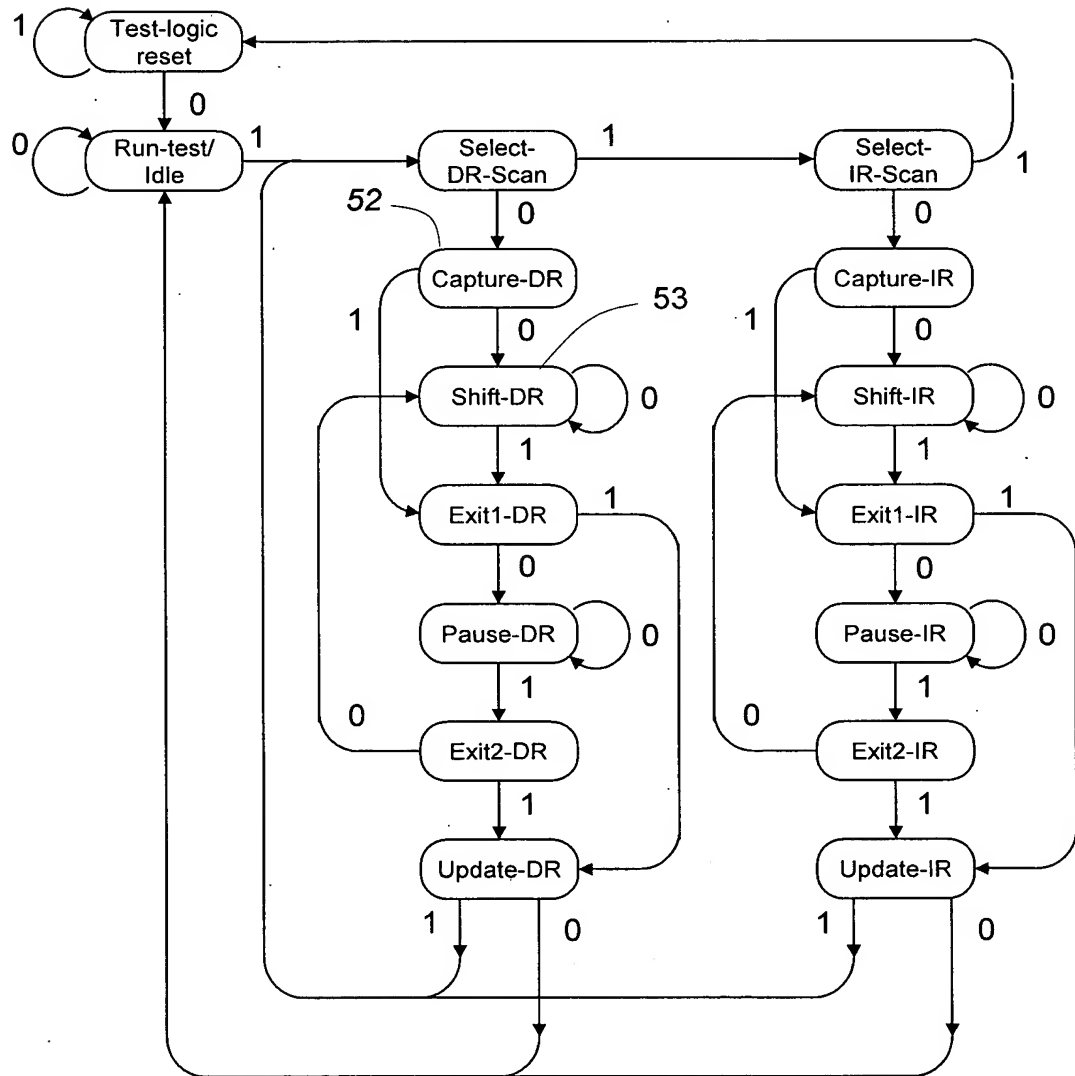 1
Test-logic
reset
0
0
Run-test/
Idle
1
Select-
DR-Scan
1
Select-
IR-Scan
1
52
0
0
Capture-DR
Capture-IR
1
0
53
1
0
Shift-DR
0
Shift-IR
0
1
1
Exit1-DR
1
Exit1-IR
1
0
0
Pause-DR
0
Pause-IR
0
1
1
0
Exit2-DR
0
Exit2-IR
1
1
Update-DR
Update-IR
1
0
1
0